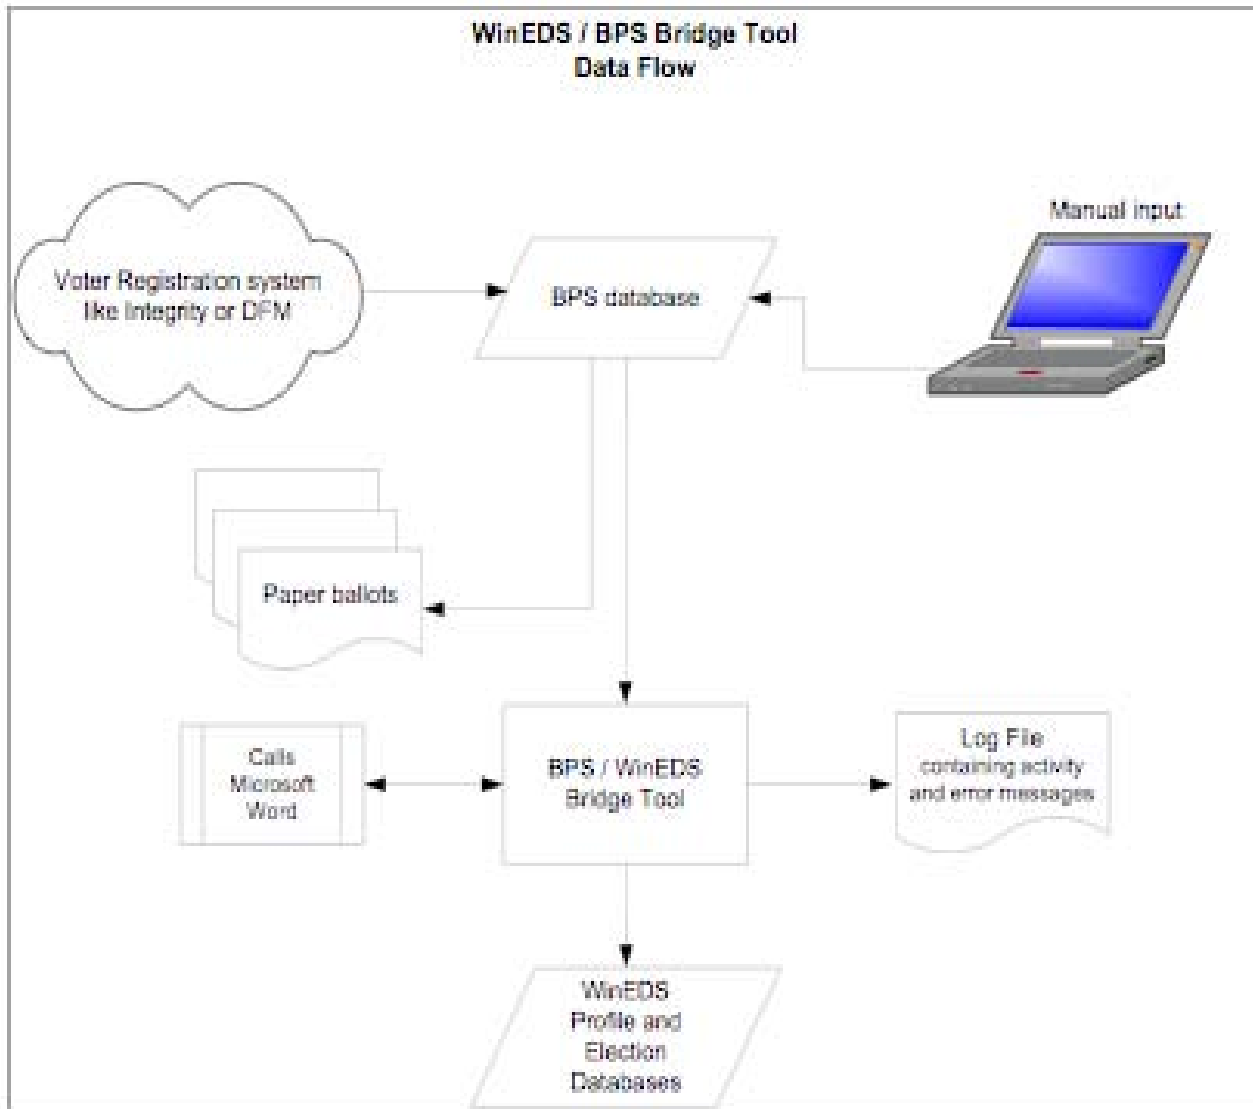 WinEDS / BPS Bridge Tool
Data Flow
Manual input
Voter Registration system
like Integrity or DFM
BPS database
Paper ballots
Calls
Microsoft
Word
BPS / WinEDS
Bridge Tool
Log File
containing activity
and error messages
WinEDS
Profile and
Election
Databases